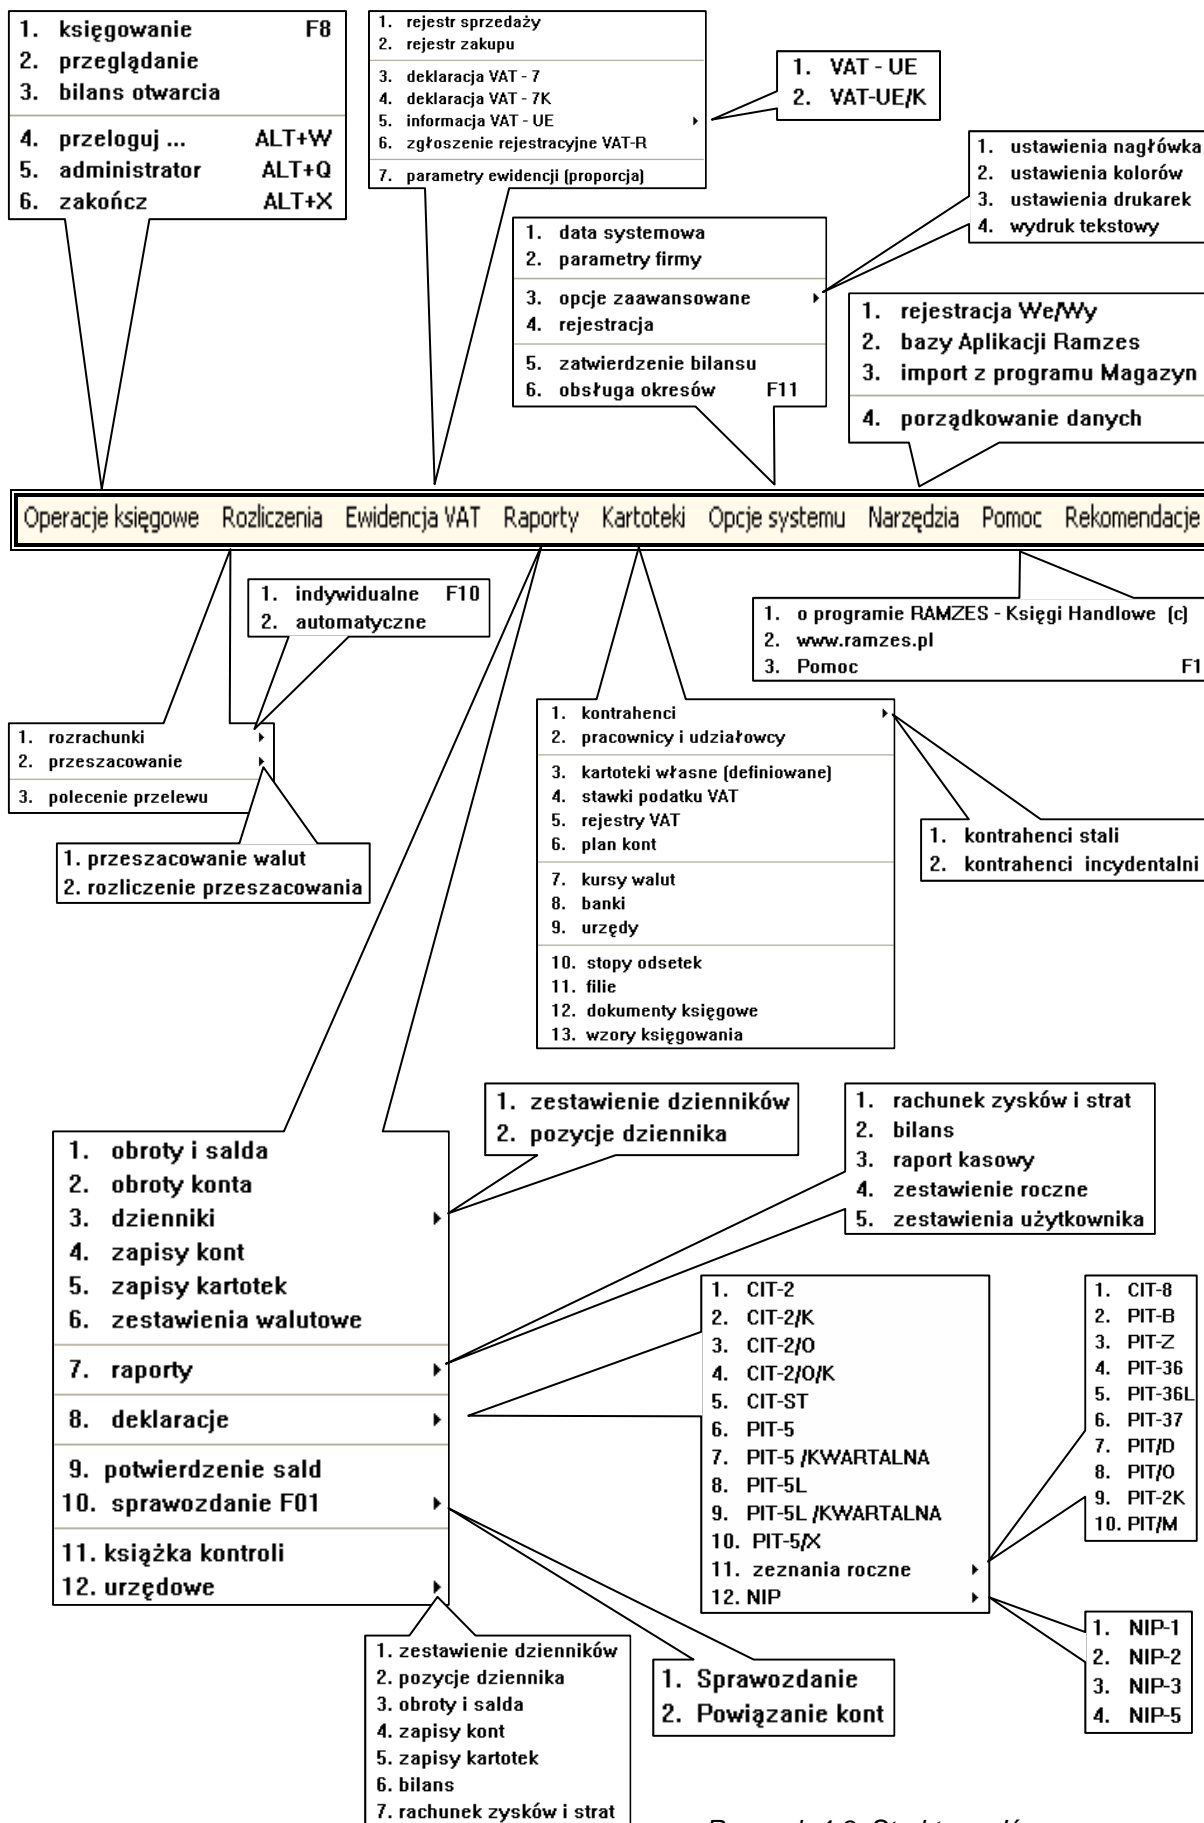 1. księgowanie F8
2. przeglądanie
3. bilans otwarcia
4. przeloguj ... ALT+W
5. administrator ALT+Q
6. zakończ ALT+X
1. rejestr sprzedaży
2. rejestr zakupu
3. deklaracja VAT - 7
4. deklaracja VAT - 7K
5. informacja VAT - UE
6. zgłoszenie rejestracyjne VAT-R
7. parametry ewidencji (proporcja)
1. VAT - UE
2. VAT-UE/K
1. ustawienia nagłówka
2. ustawienia kolorów
3. ustawienia drukarek
4. wydruk tekstowy
1. data systemowa
2. parametry firmy
3. opcje zaawansowane
4. rejestracja
5. zatwierdzenie bilansu
6. obsługa okresów F11
1. rejestracja We/Wy
2. bazy Aplikacji Ramzes
3. import z programu Magazyn
4. porządkowanie danych
Operacje księgowe Rozliczenia Ewidencja VAT Raporty Kartoteki Opcje systemu Narzędzia Pomoc Rekomendacje
1. indywidualne F10
2. automatyczne
1. o programie RAMZES - Księgi Handlowe (c)
2. www.ramzes.pl
3. Pomoc F1
1. rozrachunki
2. przeszacowanie
3. polecenie przelewu
1. przeszacowanie walut
2. rozliczenie przeszacowania
1. kontrahenci
2. pracownicy i udziałowcy
3. kartoteki własne (definiowane)
4. stawki podatku VAT
5. rejestry VAT
6. plan kont
7. kursy walut
8. banki
9. urzędy
10. stopy odsetek
11. filie
12. dokumenty księgowe
13. wzory księgowania
1. kontrahenci stali
2. kontrahenci incydentalni
1. zestawienie dzienników
2. pozycje dziennika
1. rachunek zysków i strat
2. bilans
3. raport kasowy
4. zestawienie roczne
5. zestawienia użytkownika
1. obroty i salda
2. obroty konta
3. dzienniki
4. zapisy kont
5. zapisy kartotek
6. zestawienia walutowe
7. raporty
8. deklaracje
9. potwierdzenie sald
10. sprawozdanie F01
11. książka kontroli
12. urzędowe
1. CIT-2
2. CIT-2/K
3. CIT-2/O
4. CIT-2/O/K
5. CIT-ST
6. PIT-5
7. PIT-5 /KWARTALNA
8. PIT-5L
9. PIT-5L /KWARTALNA
10. PIT-5/X
11. zeznania roczne
12. NIP
1. CIT-8
2. PIT-B
3. PIT-Z
4. PIT-36
5. PIT-36L
6. PIT-37
7. PIT/D
8. PIT/O
9. PIT-2K
10. PIT/M
1. NIP-1
2. NIP-2
3. NIP-3
4. NIP-5
1. zestawienie dzienników
2. pozycje dziennika
3. obroty i salda
4. zapisy kont
5. zapisy kartotek
6. bilans
7. rachunek zysków i strat
1. Sprawozdanie
2. Powiązanie kont